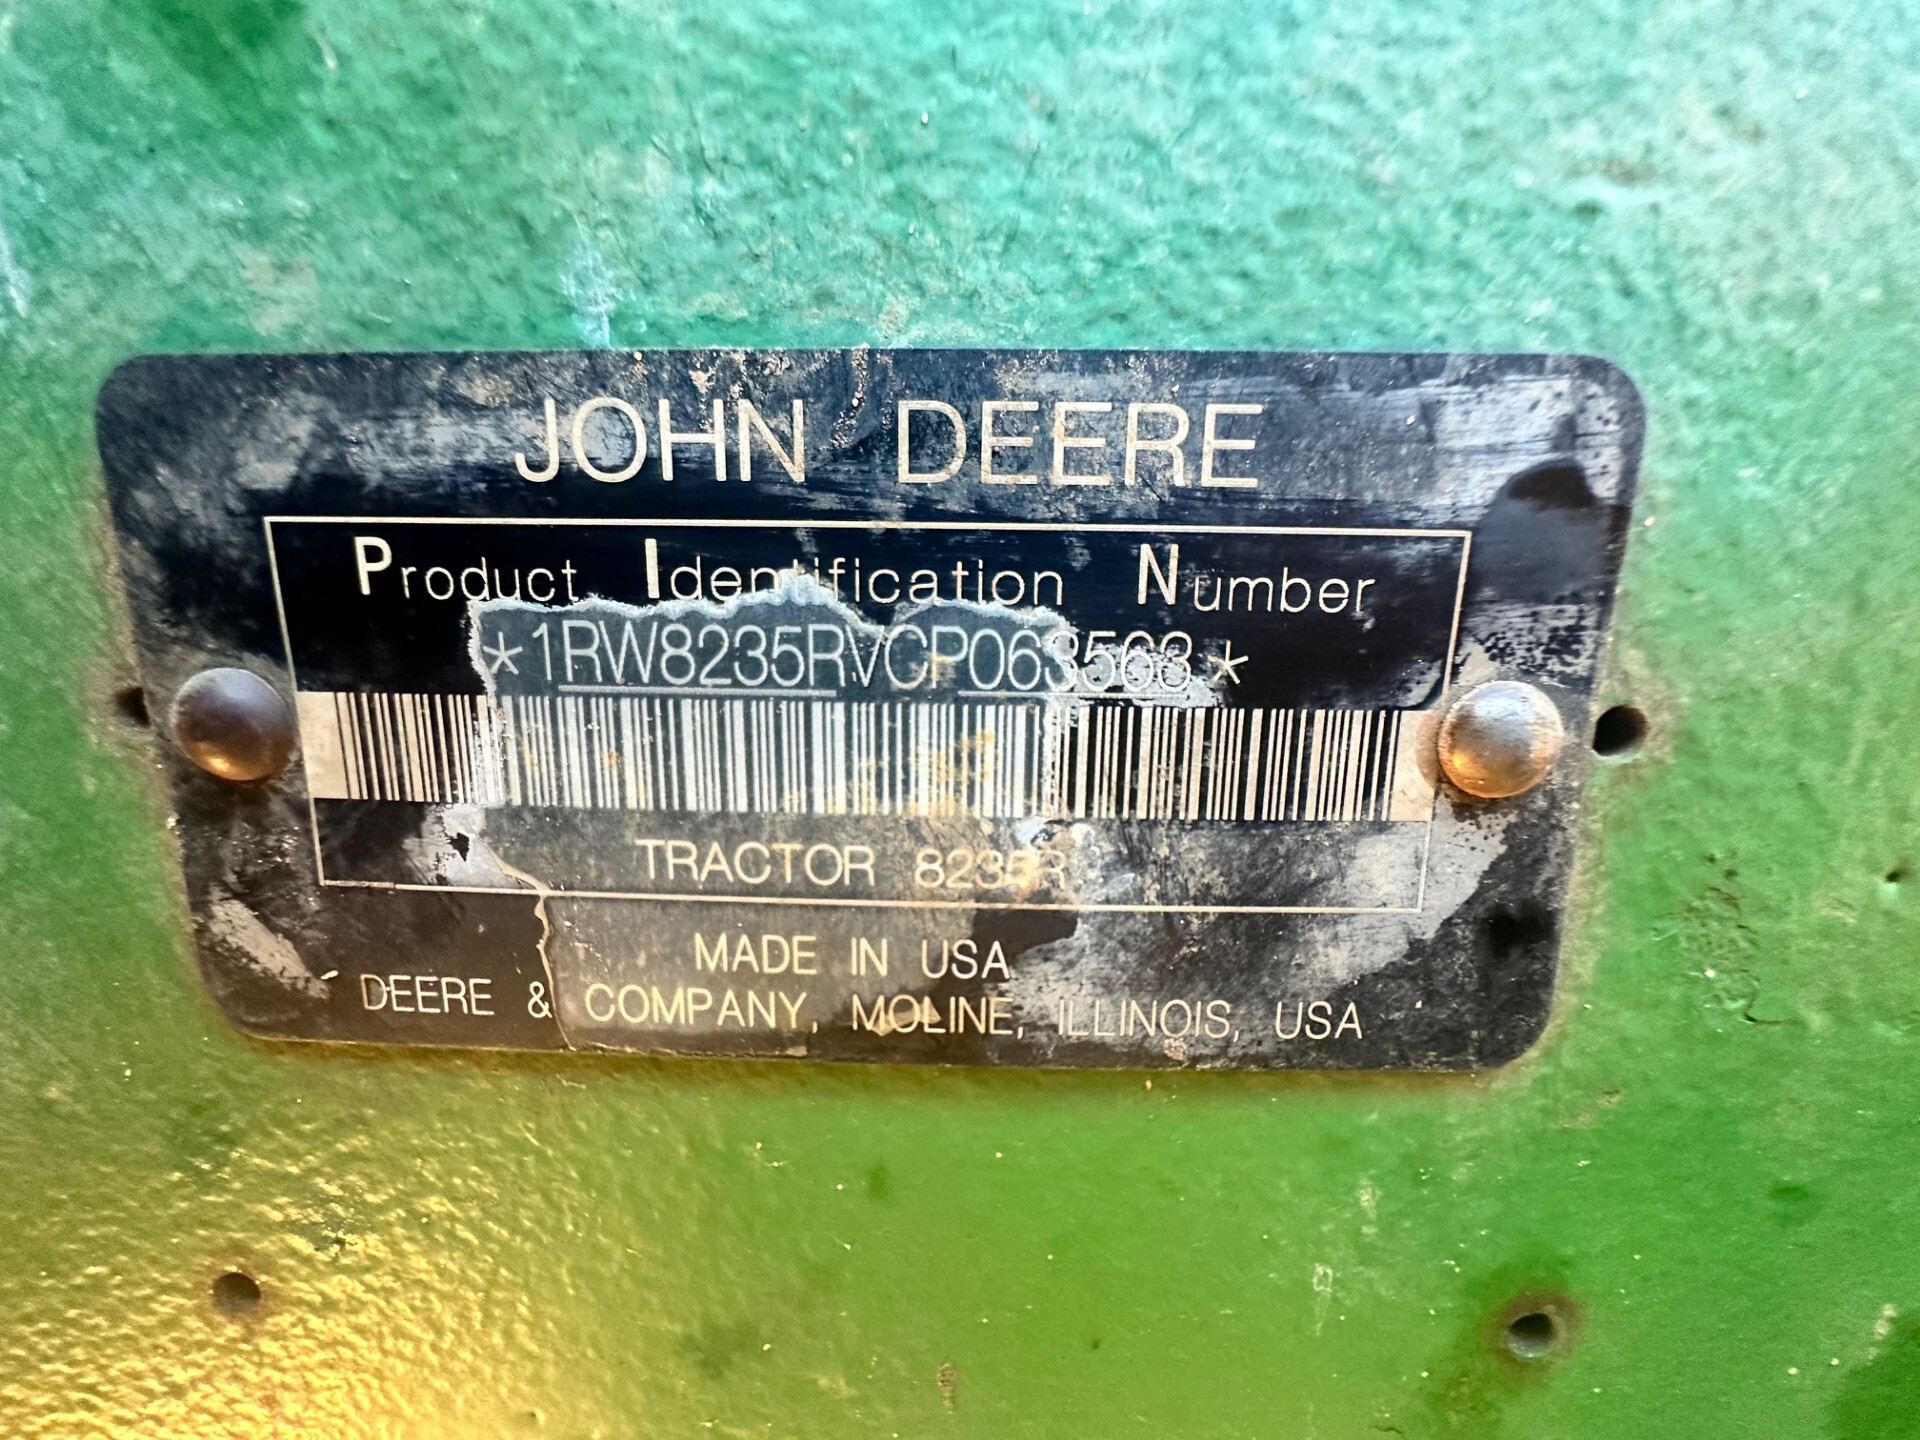 JOHN DEERE
Product Identification Number
*1RW8235RVCP063563*
TRACTOR 8235R
MADE IN USA
DEERE & COMPANY, MOLINE, ILLINOIS, USA